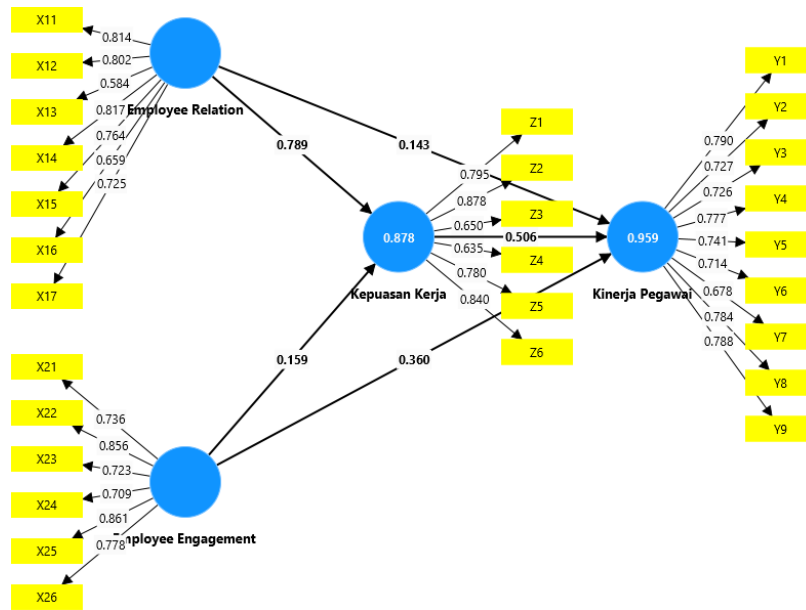 X11
0.814
X12
0.802
X13
0.584
X14
0.817
Employee Relation
0.764
X15
0.659
0.725
X16
X17
0.789
0.143
Z1
0.795
Z2
0.878
Z3
0.650
0.878
0.506
Z4
0.635
0.780
Kepuasan Kerja
Z5
0.840
Z6
Y1
0.790
Y2
0.727
Y3
0.726
Y4
0.777
0.959
0.741
Y5
0.714
Y6
Kinerja Pegawai
0.678
Y7
0.784
0.788
Y8
Y9
0.159
0.360
X21
0.736
X22
0.856
X23
0.723
X24
0.709
0.861
Employee Engagement
X25
0.778
X26